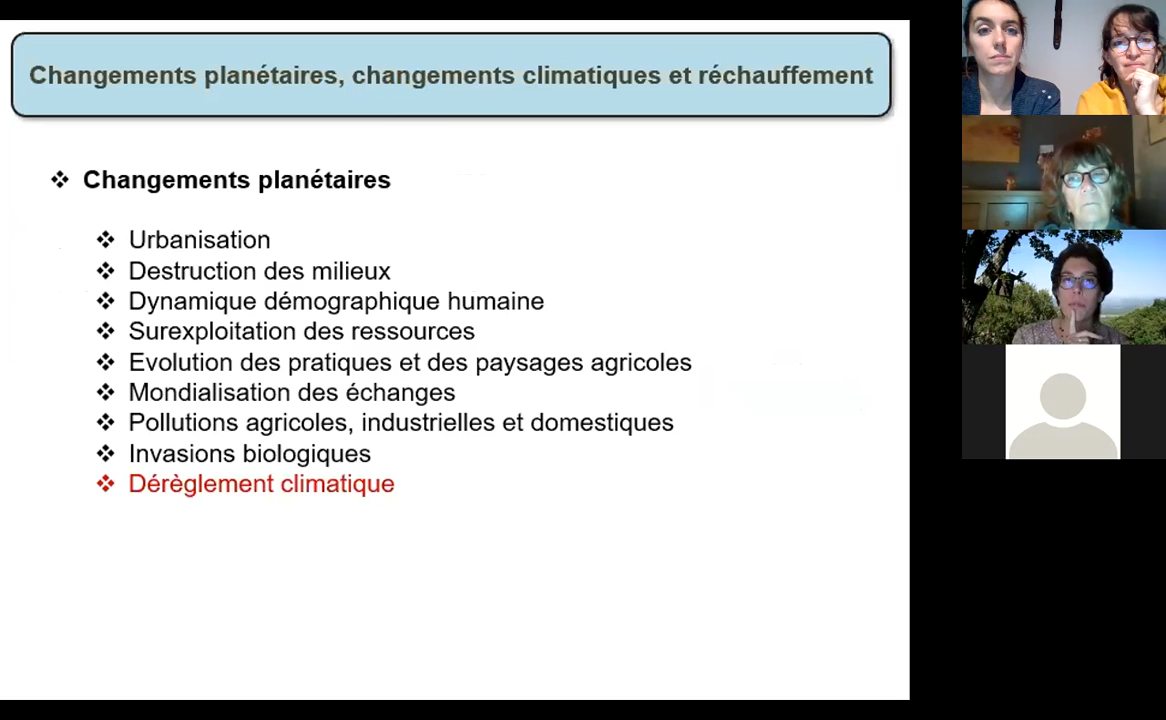 Changements planétaires, changements climatiques et réchauffement
❖ Changements planétaires
❖ Urbanisation
❖ Destruction des milieux
❖ Dynamique démographique humaine
❖ Surexploitation des ressources
❖ Evolution des pratiques et des paysages agricoles
❖ Mondialisation des échanges
❖ Pollutions agricoles, industrielles et domestiques
❖ Invasions biologiques
❖ Dérèglement climatique